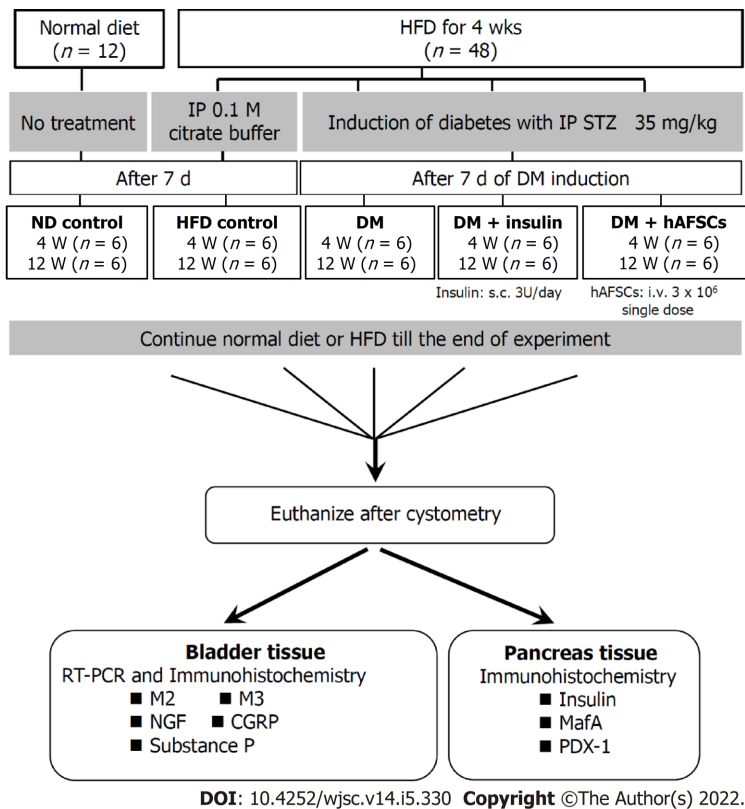 Normal diet
(n = 12)
HFD for 4 wks
(n = 48)
No treatment
IP 0.1 M
citrate buffer
Induction of diabetes with IP STZ 35 mg/kg
After 7 d
After 7 d of DM induction
ND control
4 W (n = 6)
12 W (n = 6)
HFD control
4 W (n = 6)
12 W (n = 6)
DM
4 W (n = 6)
12 W (n = 6)
DM + insulin
4 W (n = 6)
12 W (n = 6)
DM + hAFSCs
4 W (n = 6)
12 W (n = 6)
Insulin: s.c. 3U/day
hAFSCs: i.v. 3 x 10⁶
single dose
Continue normal diet or HFD till the end of experiment
Euthanize after cystometry
Bladder tissue
RT-PCR and Immunohistochemistry
■ M2 ■ M3
■ NGF ■ CGRP
■ Substance P
Pancreas tissue
Immunohistochemistry
■ Insulin
■ MafA
■ PDX-1
DOI: 10.4252/wjsc.v14.i5.330 Copyright ©The Author(s) 2022.